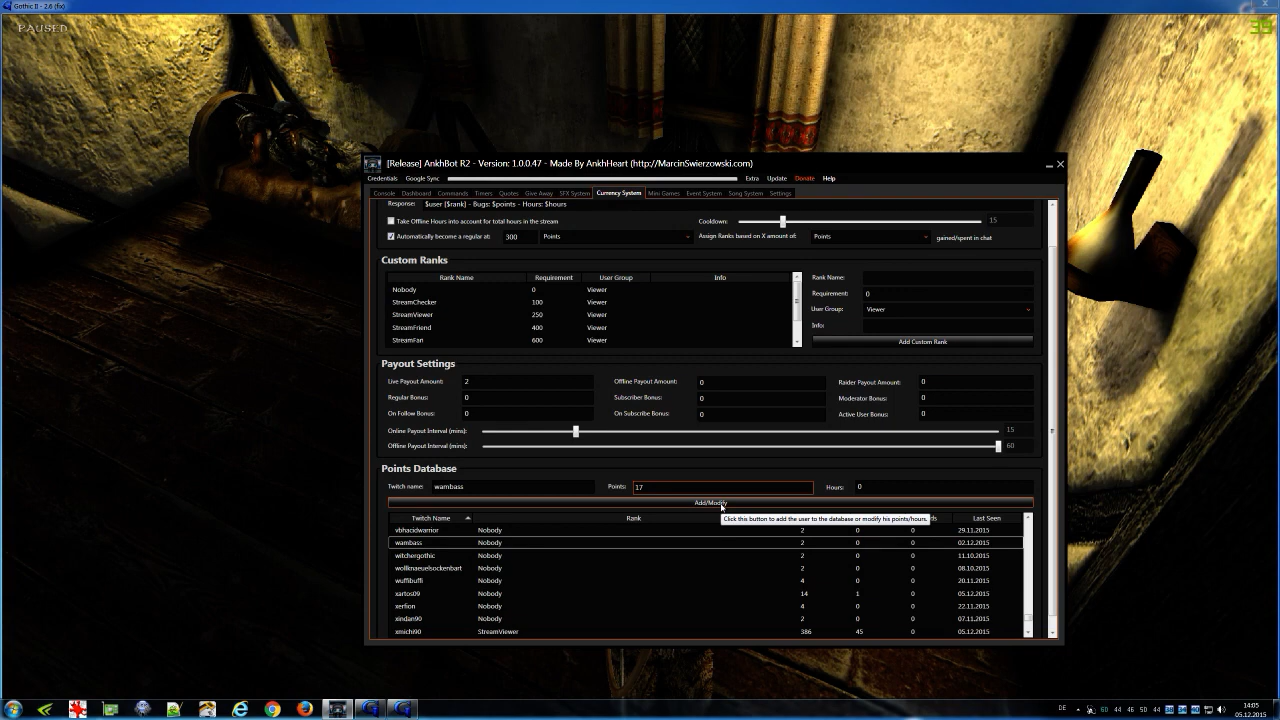 Gothic II - 2.6 (fix)
PAUSED
39
[Release] AnkhBot R2 - Version: 1.0.0.47 - Made By AnkhHeart (http://MarcinSwierzowski.com)
Credentials Google Sync Extra Update Donate Help
Console Dashboard Commands Timers Quotes Give Away SFX System Currency System Mini Games Event System Song System Settings
Response: $user [$rank] - Bugs: $points - Hours: $hours
Take Offline Hours into account for total hours in the stream Cooldown: 15
Automatically become a regular at: 300 Points Assign Ranks based on X amount of: Points gained/spent in chat
Custom Ranks
Rank Name Requirement User Group Info
Nobody 0 Viewer
StreamChecker 100 Viewer
StreamViewer 250 Viewer
StreamFriend 400 Viewer
StreamFan 600 Viewer
Rank Name:
Requirement: 0
User Group: Viewer
Info:
Add Custom Rank
Payout Settings
Live Payout Amount: 2 Offline Payout Amount: 0 Raider Payout Amount: 0
Regular Bonus: 0 Subscriber Bonus: 0 Moderator Bonus: 0
On Follow Bonus: 0 On Subscribe Bonus: 0 Active User Bonus: 0
Online Payout Interval (mins): 15
Offline Payout Interval (mins): 60
Points Database
Twitch name: wambass Points: 17 Hours: 0
Add/Modify
Click this button to add the user to the database or modify his points/hours.
Twitch Name Rank ds Last Seen
vbhacidwarrior Nobody 2 0 0 29.11.2015
wambass Nobody 2 0 0 02.12.2015
witchergothic Nobody 2 0 0 11.10.2015
wollknaeuelsockenbart Nobody 2 0 0 08.10.2015
wuffibuffi Nobody 4 0 0 20.11.2015
xartos09 Nobody 14 1 0 05.12.2015
xerfion Nobody 4 0 0 22.11.2015
xindan90 Nobody 2 0 0 07.11.2015
xmichi90 StreamViewer 386 45 0 05.12.2015
DE 60 44 46 50 44 14:05
05.12.2015